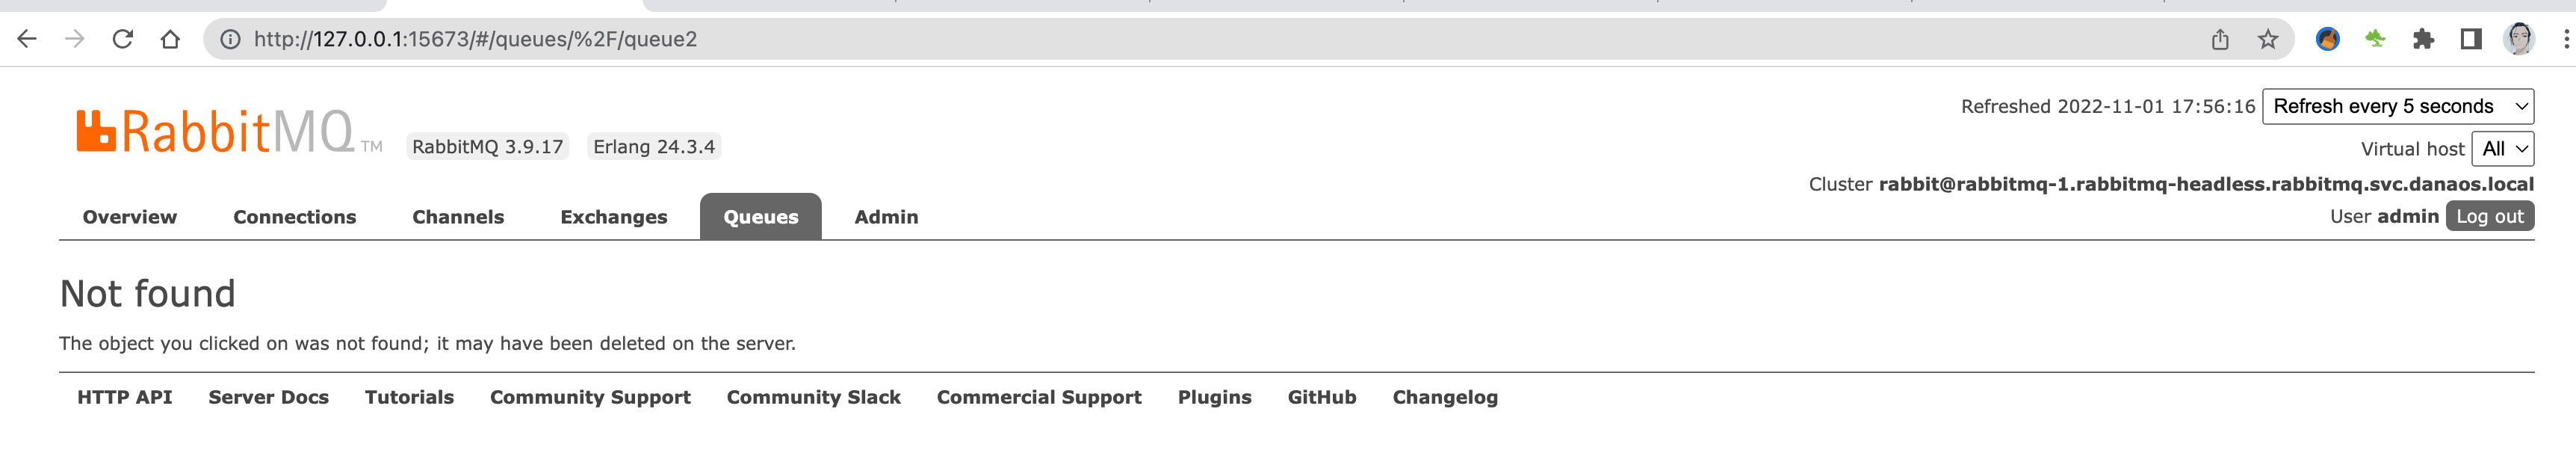 http://127.0.0.1:15673/#/queues/%2F/queue2
RabbitMQ TM RabbitMQ 3.9.17 Erlang 24.3.4
Refreshed 2022-11-01 17:56:16 Refresh every 5 seconds
Virtual host All
Cluster rabbit@rabbitmq-1.rabbitmq-headless.rabbitmq.svc.danaos.local
User admin Log out
Overview Connections Channels Exchanges Queues Admin
Not found
The object you clicked on was not found; it may have been deleted on the server.
HTTP API Server Docs Tutorials Community Support Community Slack Commercial Support Plugins GitHub Changelog